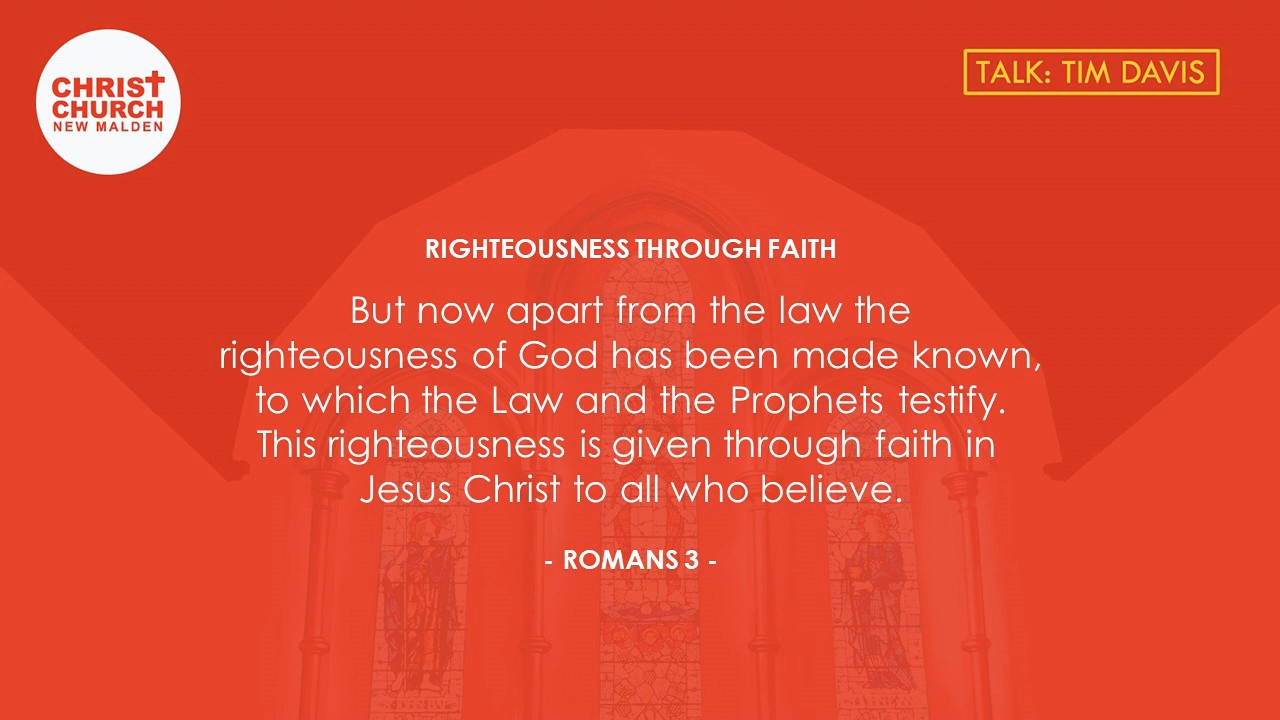 CHRIST
CHURCH
NEW MALDEN
TALK: TIM DAVIS
RIGHTEOUSNESS THROUGH FAITH
But now apart from the law the
righteousness of God has been made known,
to which the Law and the Prophets testify.
This righteousness is given through faith in
Jesus Christ to all who believe.
- ROMANS 3 -